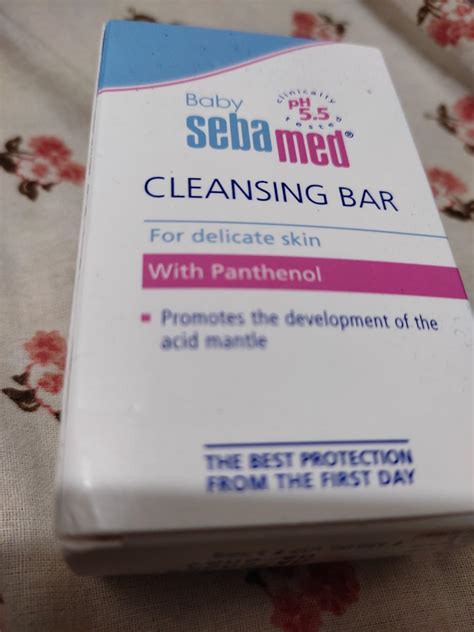 Baby
clinically
pH
5.5
tested
sebamed®
CLEANSING BAR
For delicate skin
With Panthenol
▪ Promotes the development of the
acid mantle
THE BEST PROTECTION
FROM THE FIRST DAY